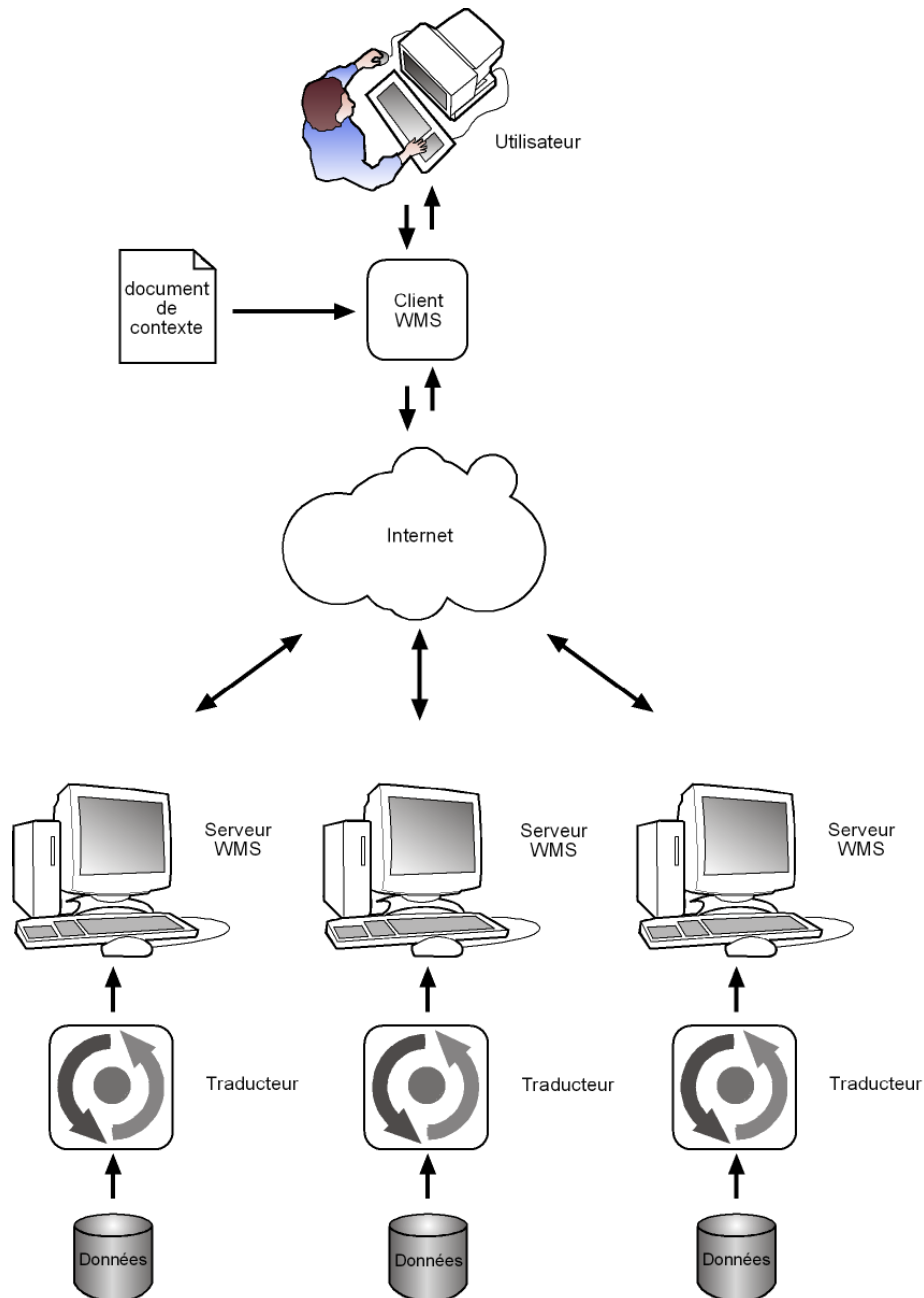 Utilisateur
document
de
contexte
Client
WMS
Internet
Serveur
WMS
Serveur
WMS
Serveur
WMS
Traducteur
Traducteur
Traducteur
Données
Données
Données